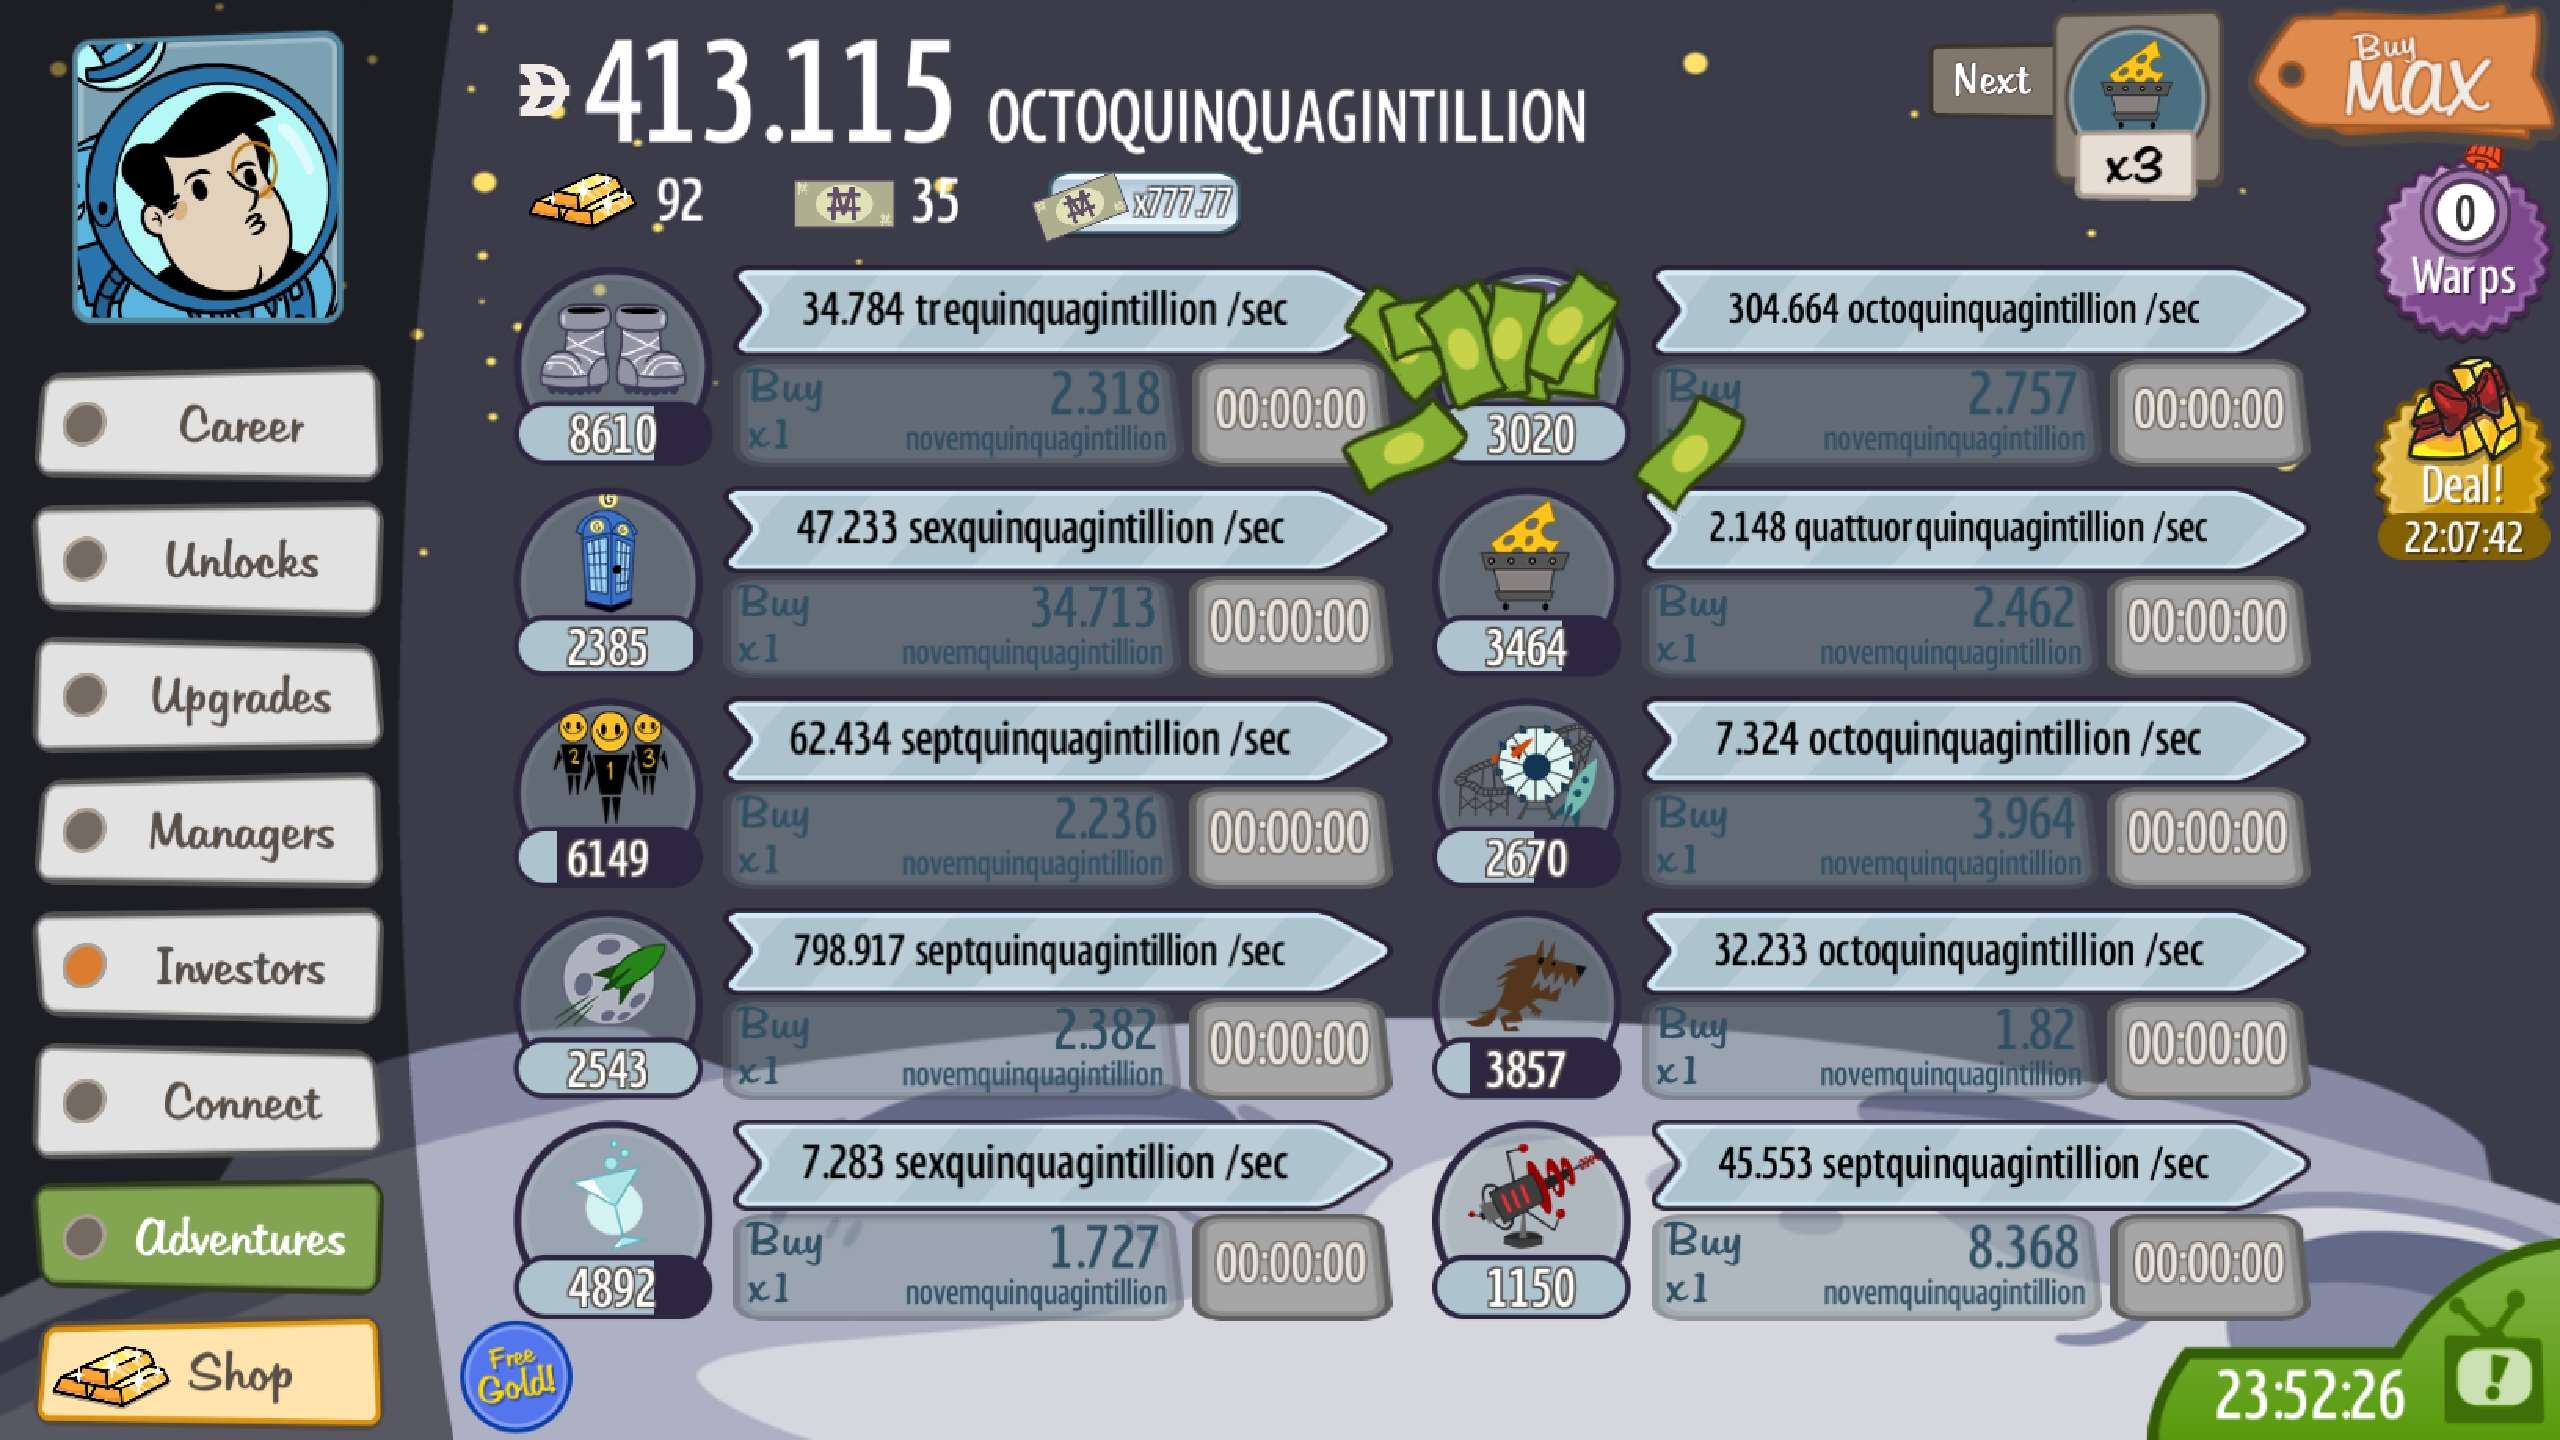 413.115 OCTOQUINQUAGINTILLION
92 35 x777.77
Next
x3
Buy
MAX
0
Warps
Deal!
22:07:42
Career
Unlocks
Upgrades
Managers
Investors
Connect
Adventures
Shop
34.784 trequinquagintillion /sec
8610
Buy 2.318
x1 novemquinquagintillion
00:00:00
304.664 octoquinquagintillion /sec
3020
Buy 2.757
novemquinquagintillion
00:00:00
G
G G
47.233 sexquinquagintillion /sec
2385
Buy 34.713
x1 novemquinquagintillion
00:00:00
2.148 quattuorquinquagintillion /sec
3464
Buy 2.462
x1 novemquinquagintillion
00:00:00
2 1 3
62.434 septquinquagintillion /sec
6149
Buy 2.236
x1 novemquinquagintillion
00:00:00
7.324 octoquinquagintillion /sec
2670
Buy 3.964
x1 novemquinquagintillion
00:00:00
798.917 septquinquagintillion /sec
2543
Buy 2.382
x1 novemquinquagintillion
00:00:00
32.233 octoquinquagintillion /sec
3857
Buy 1.82
x1 novemquinquagintillion
00:00:00
7.283 sexquinquagintillion /sec
4892
Buy 1.727
x1 novemquinquagintillion
00:00:00
45.553 septquinquagintillion /sec
1150
Buy 8.368
x1 novemquinquagintillion
00:00:00
Free
Gold!
23:52:26
!